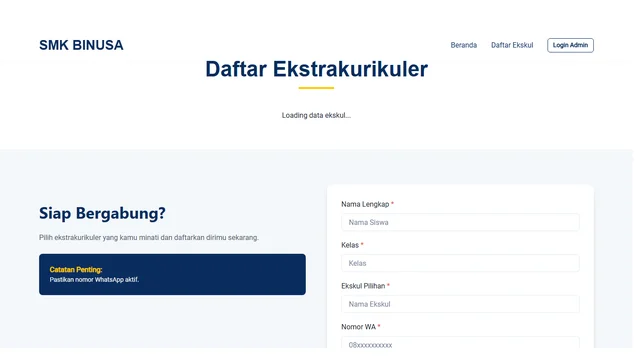 SMK BINUSA
Beranda
Daftar Ekskul
Login Admin
Daftar Ekstrakurikuler
Loading data ekskul...
Siap Bergabung?
Pilih ekstrakurikuler yang kamu minati dan daftarkan dirimu sekarang.
Catatan Penting:
Pastikan nomor WhatsApp aktif.
Nama Lengkap *
Nama Siswa
Kelas *
Kelas
Ekskul Pilihan *
Nama Ekskul
Nomor WA *
08xxxxxxxxxx